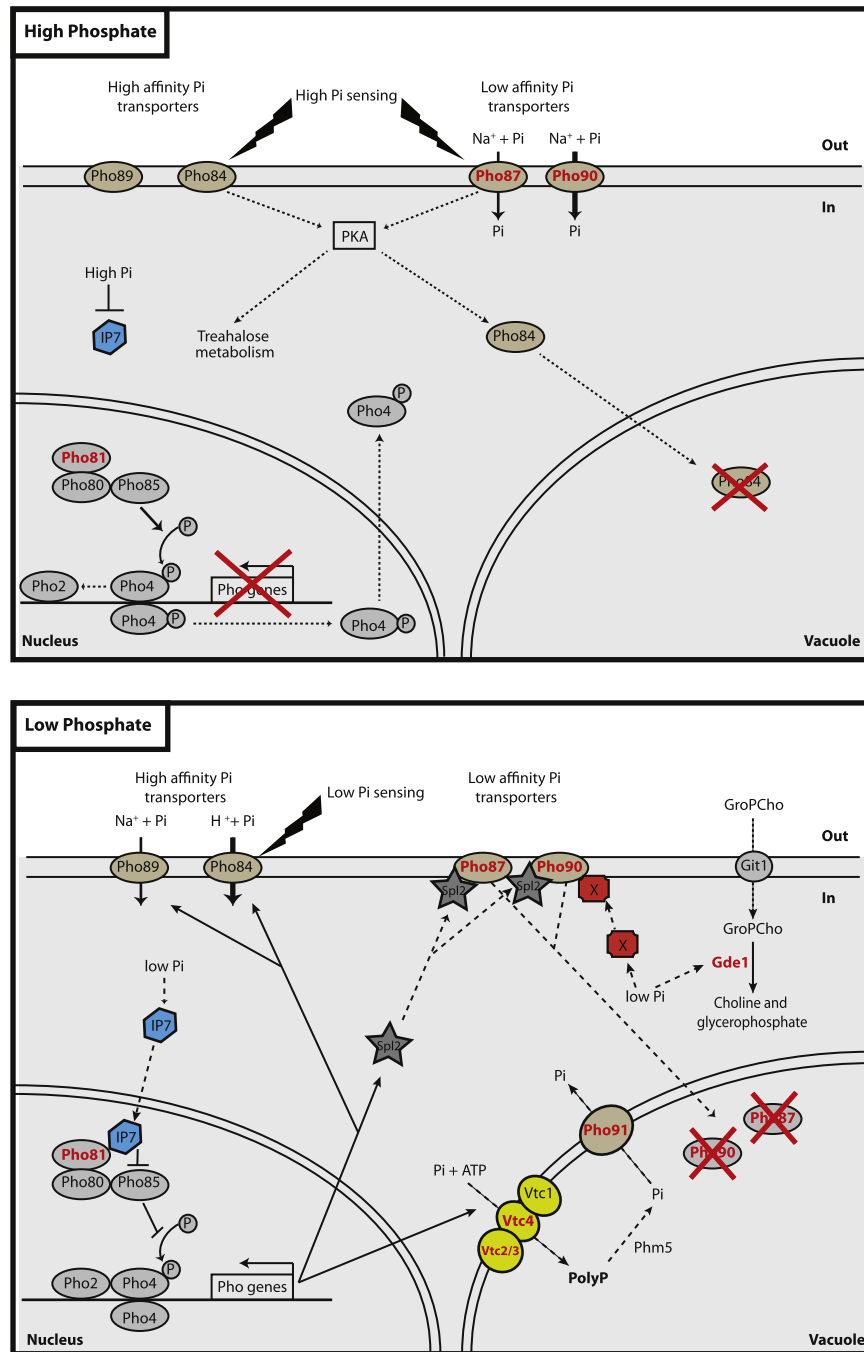 High Phosphate
High affinity Pi
transporters
High Pi sensing
Low affinity Pi
transporters
Na⁺ + Pi
Na⁺ + Pi
Out
Pho89
Pho84
Pho87
Pho90
In
PKA
Pi
Pi
High Pi
IP7
Treahalose
metabolism
Pho84
Pho4
P
Pho81
Pho80
Pho85
Pho84
P
P
Pho2
Pho4
Pho genes
Pho4
P
Pho4
P
Nucleus
Vacuole
Low Phosphate
High affinity Pi
transporters
Low Pi sensing
Low affinity Pi
transporters
Na⁺ + Pi
H ⁺+ Pi
GroPCho
Out
Pho89
Pho84
Pho87
Pho90
Git1
Spl2
Spl2
X
In
GroPCho
X
Gde1
low Pi
low Pi
Choline and
glycerophosphate
IP7
Spl2
Pi
Pho91
Pho87
IP7
Pho81
Pho90
Pho80
Pho85
Pi + ATP
Vtc1
Pi
Vtc4
P
Phm5
Vtc2/3
P
PolyP
Pho2
Pho4
Pho genes
Pho4
Nucleus
Vacuole